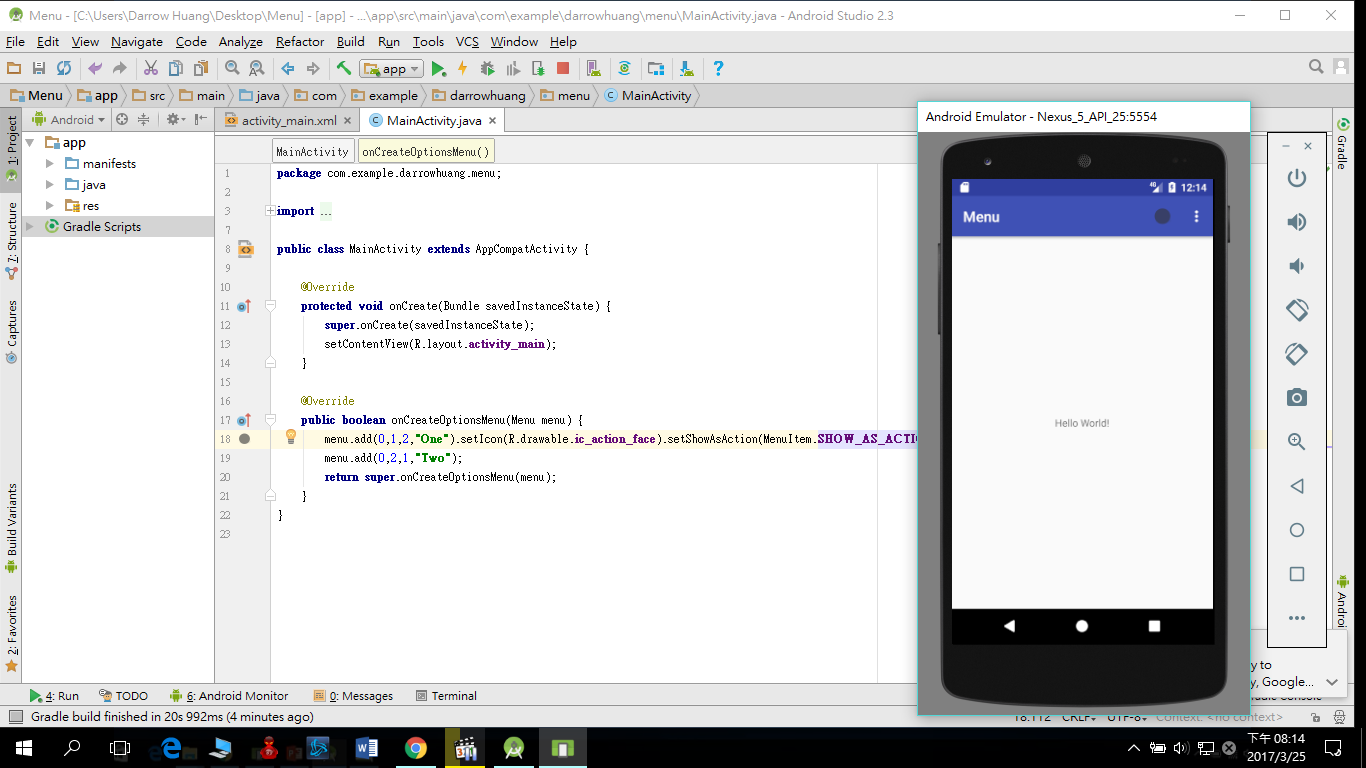 Menu - [C:\Users\Darrow Huang\Desktop\Menu] - [app] - ...\app\src\main\java\com\example\darrowhuang\menu\MainActivity.java - Android Studio 2.3
File Edit View Navigate Code Analyze Refactor Build Run Tools VCS Window Help
app
Menu app src main java com example darrowhuang menu MainActivity
1: Project
7: Structure
Captures
Build Variants
2: Favorites
Android
app
manifests
java
res
Gradle Scripts
activity_main.xml
MainActivity.java
MainActivity
onCreateOptionsMenu()
1 package com.example.darrowhuang.menu;
2
3 import ...
7
8 public class MainActivity extends AppCompatActivity {
9
10 @Override
11 protected void onCreate(Bundle savedInstanceState) {
12 super.onCreate(savedInstanceState);
13 setContentView(R.layout.activity_main);
14 }
15
16 @Override
17 public boolean onCreateOptionsMenu(Menu menu) {
18 menu.add(0,1,2,"One").setIcon(R.drawable.ic_action_face).setShowAsAction(MenuItem.SHOW_AS_ACTIO
19 menu.add(0,2,1,"Two");
20 return super.onCreateOptionsMenu(menu);
21 }
22 }
23
Android Emulator - Nexus_5_API_25:5554
4G
12:14
Menu
Hello World!
Gradle
Android
y to
y, Google...
Gradle Console
4: Run TODO 6: Android Monitor 0: Messages Terminal
Gradle build finished in 20s 992ms (4 minutes ago)
18:112 CRLF UTF-8 Context: <no context>
下午 08:14
2017/3/25